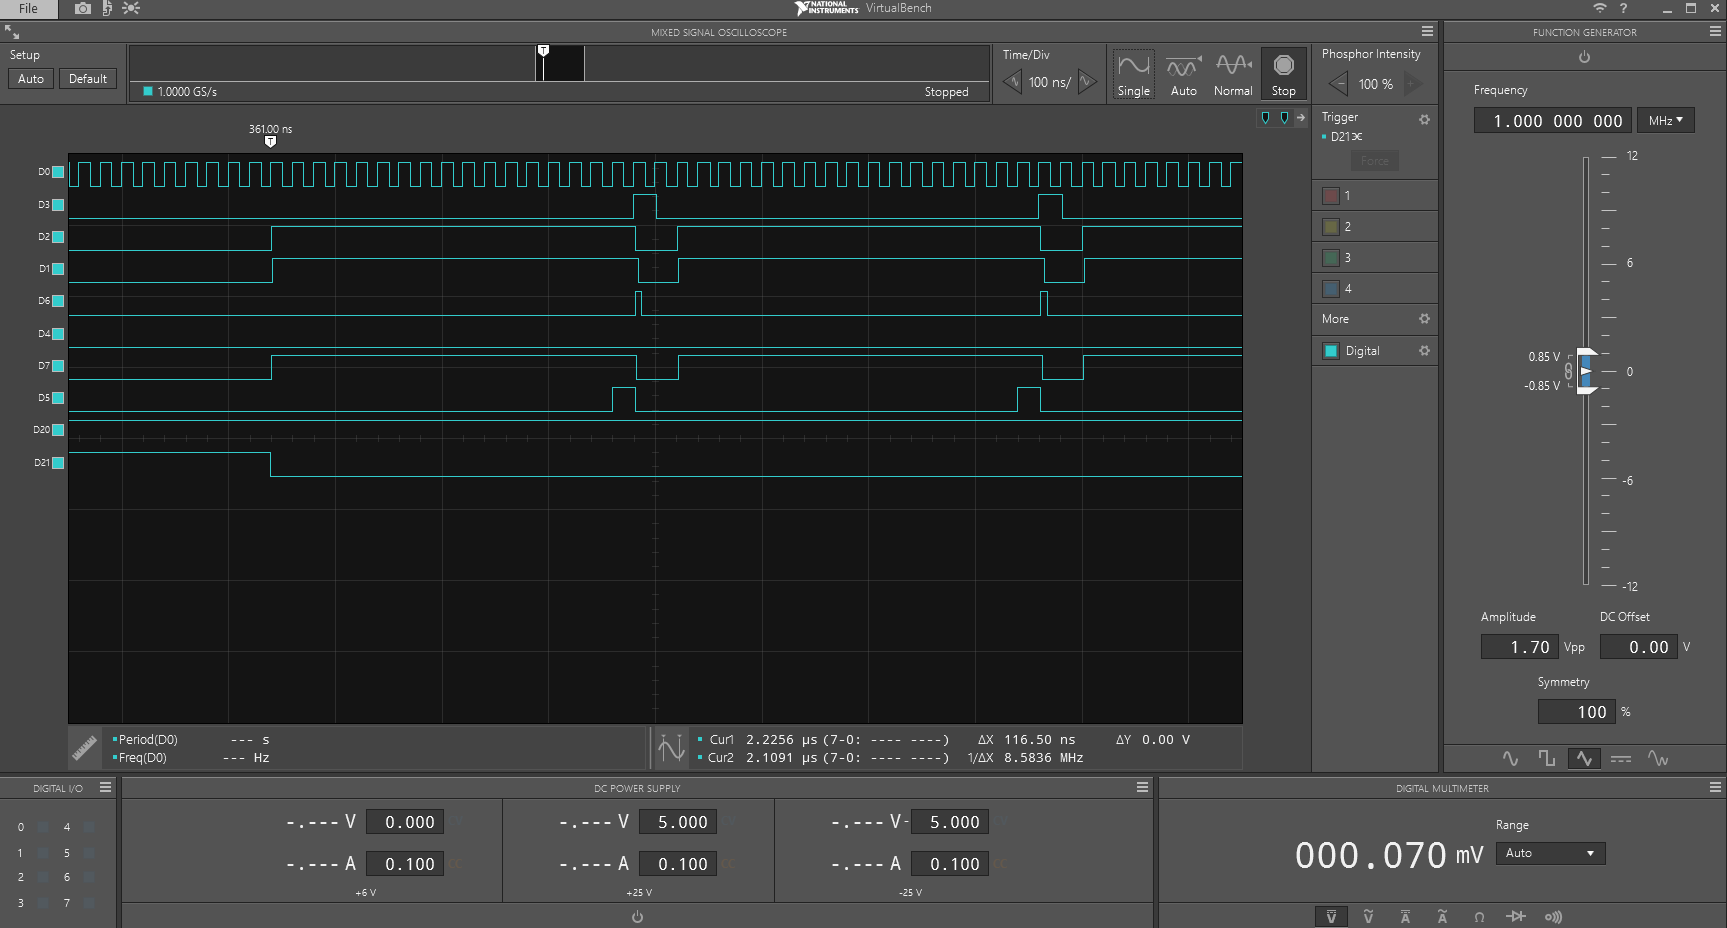 File
NATIONAL INSTRUMENTS VirtualBench
?
MIXED SIGNAL OSCILLOSCOPE
FUNCTION GENERATOR
Setup
Auto Default
1.0000 GS/s
Stopped
Time/Div
100 ns/
Single Auto Normal Stop
Phosphor Intensity
100 %
361.00 ns
T
T
D0
D3
D2
D1
D6
D4
D7
D5
D20
D21
Trigger
D21
Force
1
2
3
4
More
Digital
Frequency
1.000 000 000 MHz
12
6
0.85 V
0
-0.85 V
-6
-12
Amplitude DC Offset
1.70 Vpp 0.00 V
Symmetry
100 %
Period(D0) --- s
Freq(D0) --- Hz
Cur1 2.2256 µs (7-0: ---- ----) ΔX 116.50 ns ΔY 0.00 V
Cur2 2.1091 µs (7-0: ---- ----) 1/ΔX 8.5836 MHz
DIGITAL I/O
0 4
1 5
2 6
3 7
DC POWER SUPPLY
-.--- V 0.000 CV -.--- V 5.000 CV -.--- V - 5.000 CV
-.--- A 0.100 CC -.--- A 0.100 CC -.--- A 0.100 CC
+6 V +25 V -25 V
DIGITAL MULTIMETER
Range
000.070 mV Auto
V V A A Ω